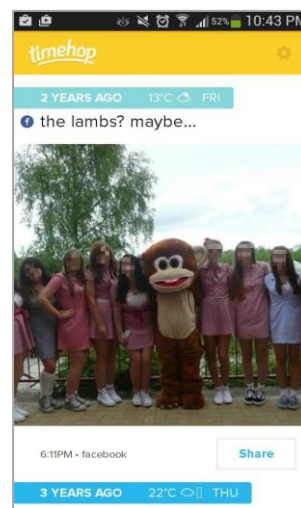 52% 10:43 PM
timehop
2 YEARS AGO 13°C FRI
the lambs? maybe...
6:11PM • facebook
Share
3 YEARS AGO 22°C THU